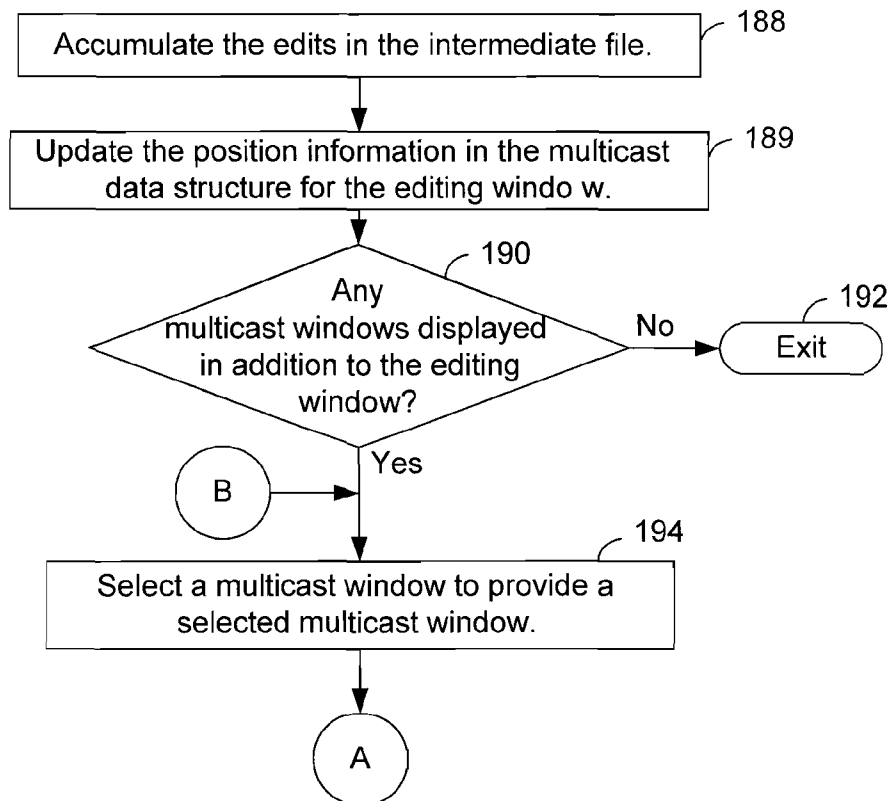 Accumulate the edits in the intermediate file.
188
Update the position information in the multicast
data structure for the editing windo w.
189
190
Any
multicast windows displayed
in addition to the editing
window?
No
192
Exit
Yes
B
194
Select a multicast window to provide a
selected multicast window.
A